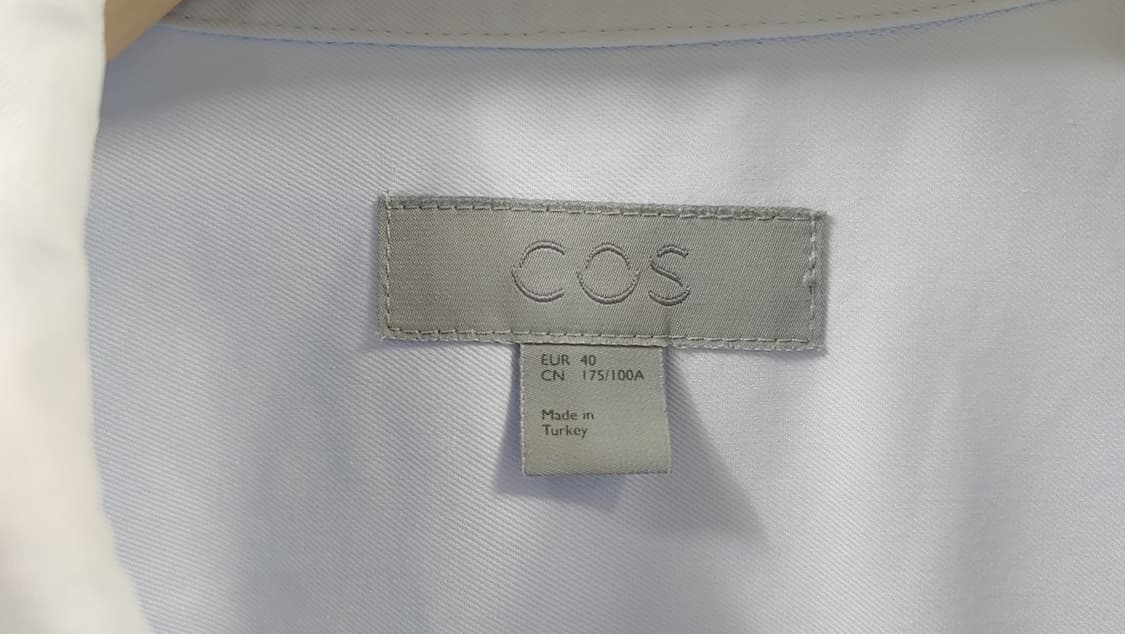 COS
EUR 40
CN 175/100A
Made in
Turkey